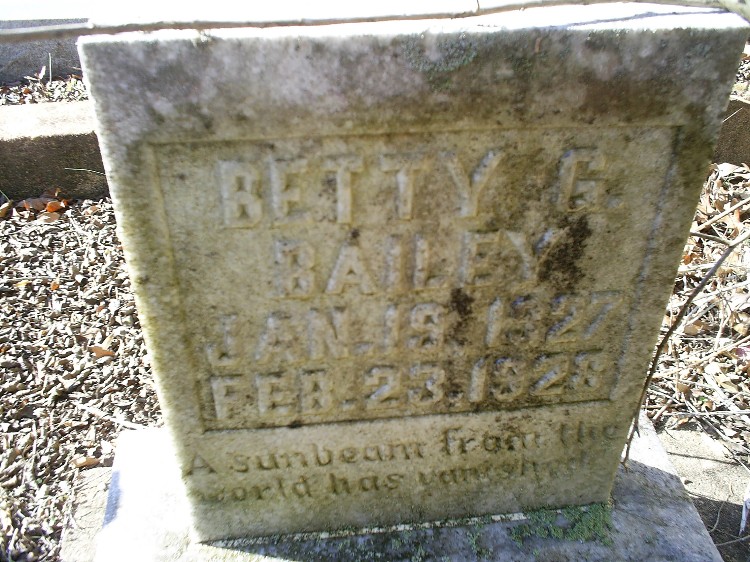 BETTY G.
BAILEY
JAN. 19. 1927
FEB. 23. 1928
A sunbeam from the
world has vanished